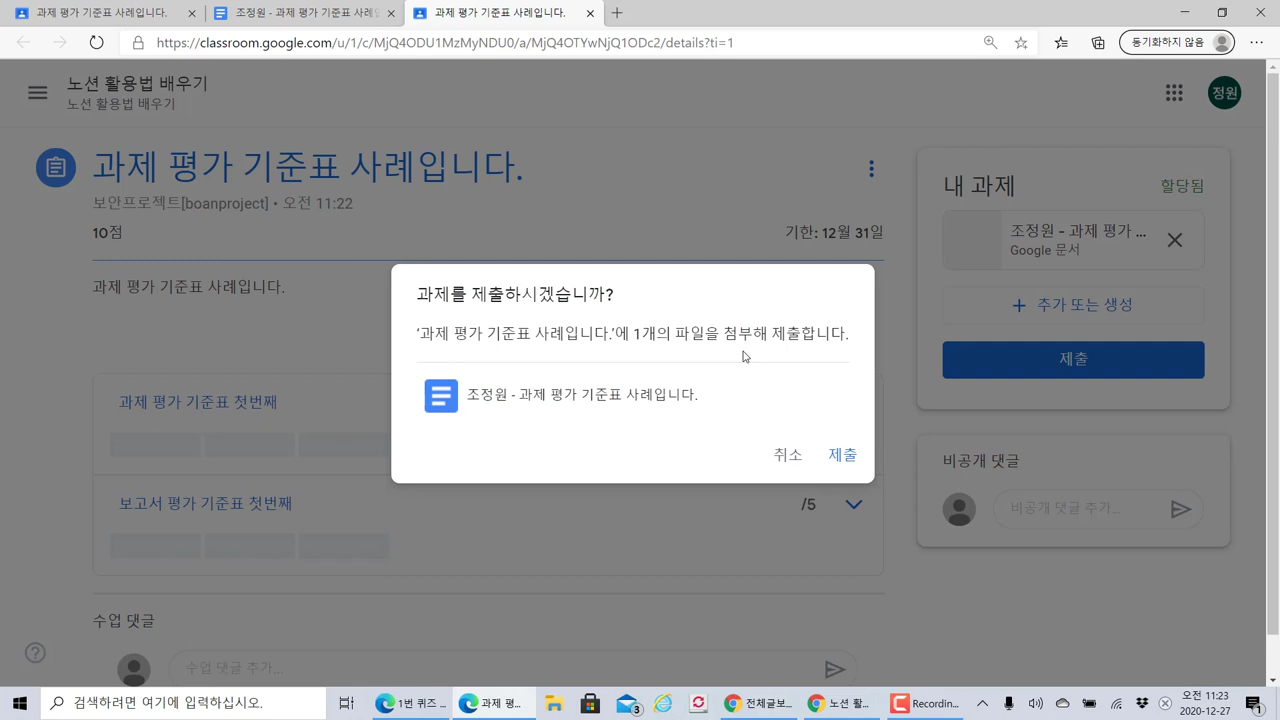 과제 평가 기준표 사례입니다.
조정원 - 과제 평가 기준표 사례입
과제 평가 기준표 사례입니다.
https://classroom.google.com/u/1/c/MjQ4ODU1MzMyNDU0/a/MjQ4OTYwNjQ1ODc2/details?ti=1
동기화하지 않음
노션 활용법 배우기
노션 활용법 배우기
정원
과제 평가 기준표 사례입니다.
보안프로젝트[boanproject] • 오전 11:22
10점
기한: 12월 31일
과제 평가 기준표 사례입니다.
내 과제
할당됨
조정원 - 과제 평가 ...
Google 문서
+ 추가 또는 생성
제출
과제를 제출하시겠습니까?
‘과제 평가 기준표 사례입니다.’에 1개의 파일을 첨부해 제출합니다.
조정원 - 과제 평가 기준표 사례입니다.
취소
제출
과제 평가 기준표 첫번째
보고서 평가 기준표 첫번째
/5
비공개 댓글
비공개 댓글 추가...
수업 댓글
수업 댓글 추가...
검색하려면 여기에 입력하십시오.
1번 퀴즈 ...
과제 평...
3
전체글보...
노션 활...
Recordin...
오전 11:23
2020-12-27
1